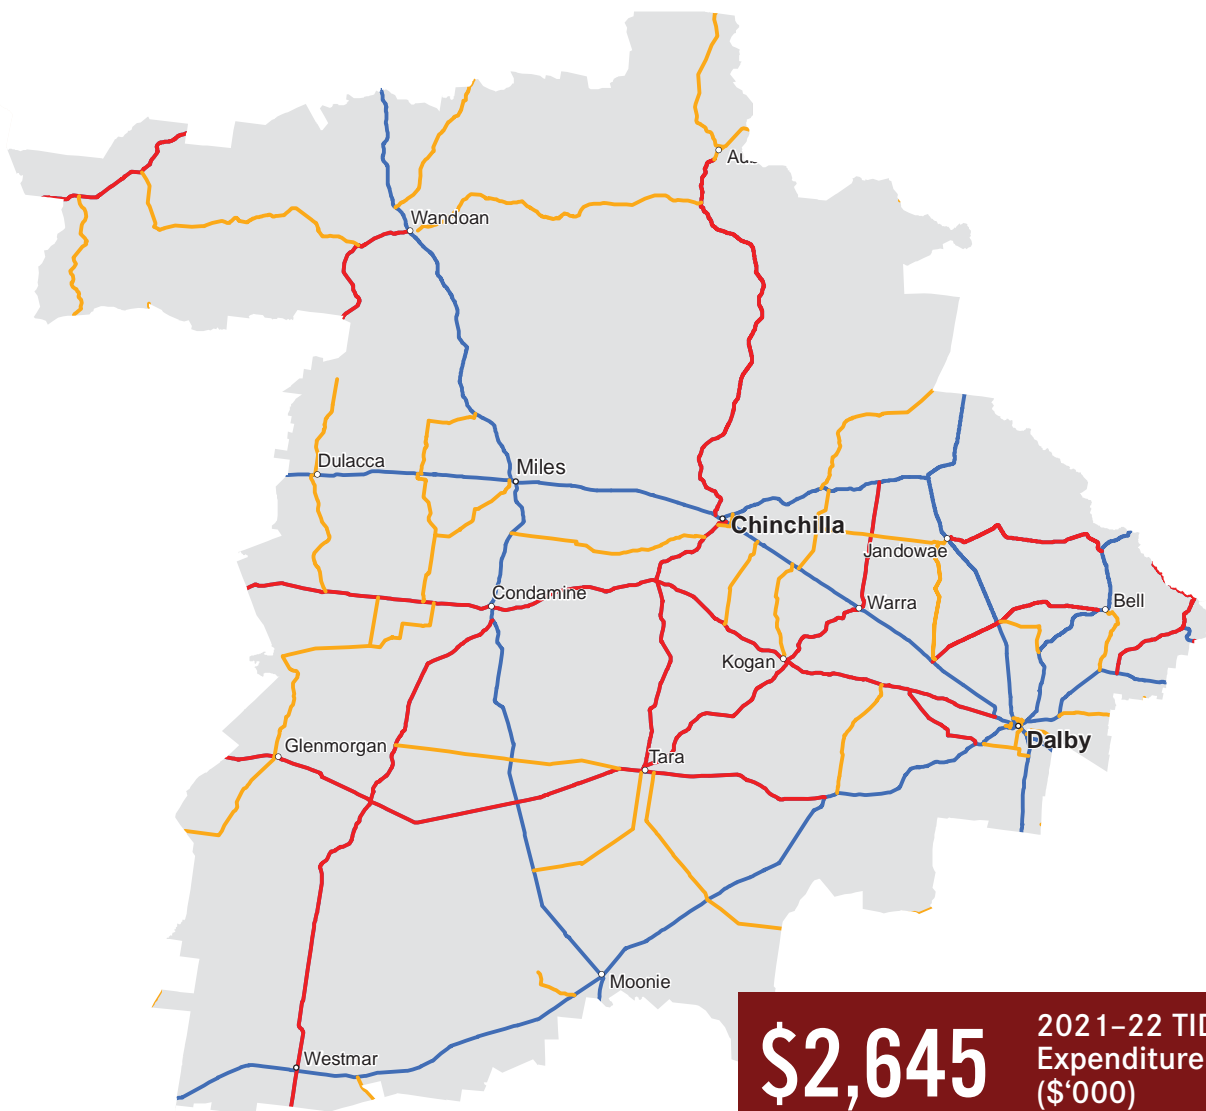 Wandoan
Dulacca
Miles
Chinchilla
Jandowae
Condamine
Warra
Bell
Kogan
Glenmorgan
Tara
Dalby
Moonie
Westmar
$2,645
2021–22
Expenditure
($‘000)